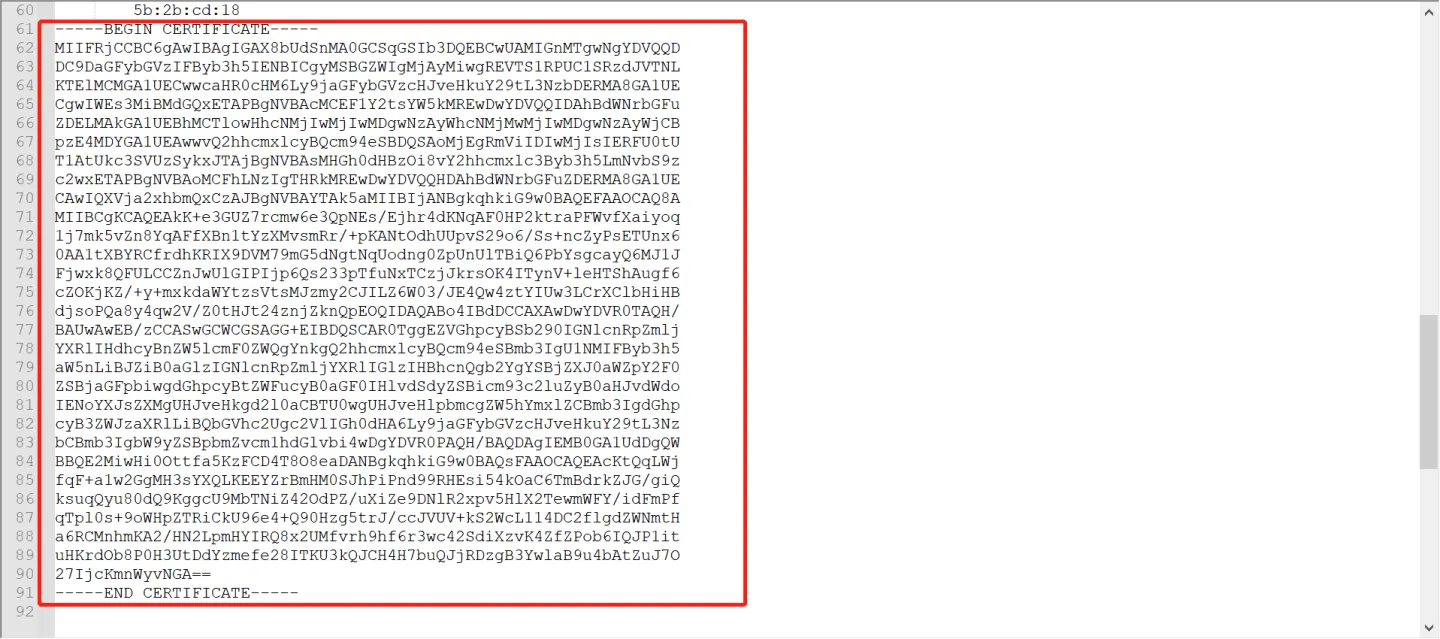 60 5b:2b:cd:18
61 -----BEGIN CERTIFICATE-----
62 MIIFRjCCBC6gAwIBAgIGAX8bUdSnMA0GCSqGSIb3DQEBCwUAMIGnMTgwNgYDVQQD
63 DC9DaGFybGVzIFByb3h5IENBICgyMSBGZWIgMjAyMiwgREVTS1RPUC1SRzdJVTNL
64 KTElMCMGA1UECwwcaHR0cHM6Ly9jaGFybGVzcHJveHkuY29tL3NzbDERMA8GA1UE
65 CgwIWEs3MiBMdGQxETAPBgNVBAcMCEF1Y2tsYW5kMREwDwYDVQQIDAhBdWNrbGFu
66 ZDELMAkGA1UEBhMCTlowHhcNMjIwMjIwMDgwNzAyWhcNMjMwMjIwMDgwNzAyWjCB
67 pzE4MDYGA1UEAwwvQ2hhcmxlcyBQcm94eSBDQSAoMjEgRmViIDIwMjIsIERFU0tU
68 T1AtUkc3SVUzSykxJTAjBgNVBAsMHGh0dHBzOi8vY2hhcmxlc3Byb3h5LmNvbS9z
69 c2wxETAPBgNVBAoMCFhLNzIgTHRkMREwDwYDVQQHDAhBdWNrbGFuZDERMA8GA1UE
70 CAwIQXVja2xhbmQxCzAJBgNVBAYTAk5aMIIBIjANBgkqhkiG9w0BAQEFAAOCAQ8A
71 MIIBCgKCAQEAkK+e3GUZ7rcmw6e3QpNEs/Ejhr4dKNqAF0HP2ktraPFWvfXaiyoq
72 1j7mk5vZn8YqAFfXBn1tYzXMvsmRr/+pKANtOdhUUpvS29o6/Ss+ncZyPsETUnx6
73 0AA1tXBYRCfrdhKRIX9DVM79mG5dNgtNqUodng0ZpUnUlTBiQ6PbYsgcayQ6MJ1J
74 Fjwxk8QFULCCZnJwUlGIPIjp6Qs233pTfuNxTCzjJkrsOK4ITynV+leHTShAugf6
75 cZOKjKZ/+y+mxkdaWYtzsVtsMJzmy2CJILZ6W03/JE4Qw4ztYIUw3LCrXClbHiHB
76 djsoPQa8y4qw2V/Z0tHJt24znjZknQpEOQIDAQABo4IBdDCCAXAwDwYDVR0TAQH/
77 BAUwAwEB/zCCASwGCWCGSAGG+EIBDQSCAR0TggEZVGhpcyBSb290IGNlcnRpZmlj
78 YXRlIHdhcyBnZW5lcmF0ZWQgYnkgQ2hhcmxlcyBQcm94eSBmb3IgU1NMIFByb3h5
79 aW5nLiBJZiB0aGlzIGNlcnRpZmljYXRlIGlzIHBhcnQgb2YgYSBjZXJ0aWZpY2F0
80 ZSBjaGFpbiwgdGhpcyBtZWFucyB0aGF0IHlvdSdyZSBicm93c2luZyB0aHJvdWdo
81 IENoYXJsZXMgUHJveHkgd2l0aCBTU0wgUHJveHlpbmcgZW5hYmxlZCBmb3IgdGhp
82 cyB3ZWJzaXRlLiBQbGVhc2Ugc2VlIGh0dHA6Ly9jaGFybGVzcHJveHkuY29tL3Nz
83 bCBmb3IgbW9yZSBpbmZvcm1hdGlvbi4wDgYDVR0PAQH/BAQDAgIEMB0GA1UdDgQW
84 BBQE2MiwHi0Ottfa5KzFCD4T8O8eaDANBgkqhkiG9w0BAQsFAAOCAQEAcKtQqLWj
85 fqF+a1w2GgMH3sYXQLKEEYZrBmHM0SJhPiPnd99RHEsi54kOaC6TmBdrkZJG/giQ
86 ksuqQyu80dQ9KggcU9MbTNiZ42OdPZ/uXiZe9DNlR2xpv5HlX2TewmWFY/idFmPf
87 qTpl0s+9oWHpZTRiCkU96e4+Q90Hzg5trJ/ccJVUV+kS2WcL114DC2flgdZWNmtH
88 a6RCMnhmKA2/HN2LpmHYIRQ8x2UMfvrh9hf6r3wc42SdiXzvK4ZfZPob6IQJP1it
89 uHKrdOb8P0H3UtDdYzmefe28ITKU3kQJCH4H7buQJjRDzgB3YwlaB9u4bAtZuJ7O
90 27IjcKmnWyvNGA==
91 -----END CERTIFICATE-----
92